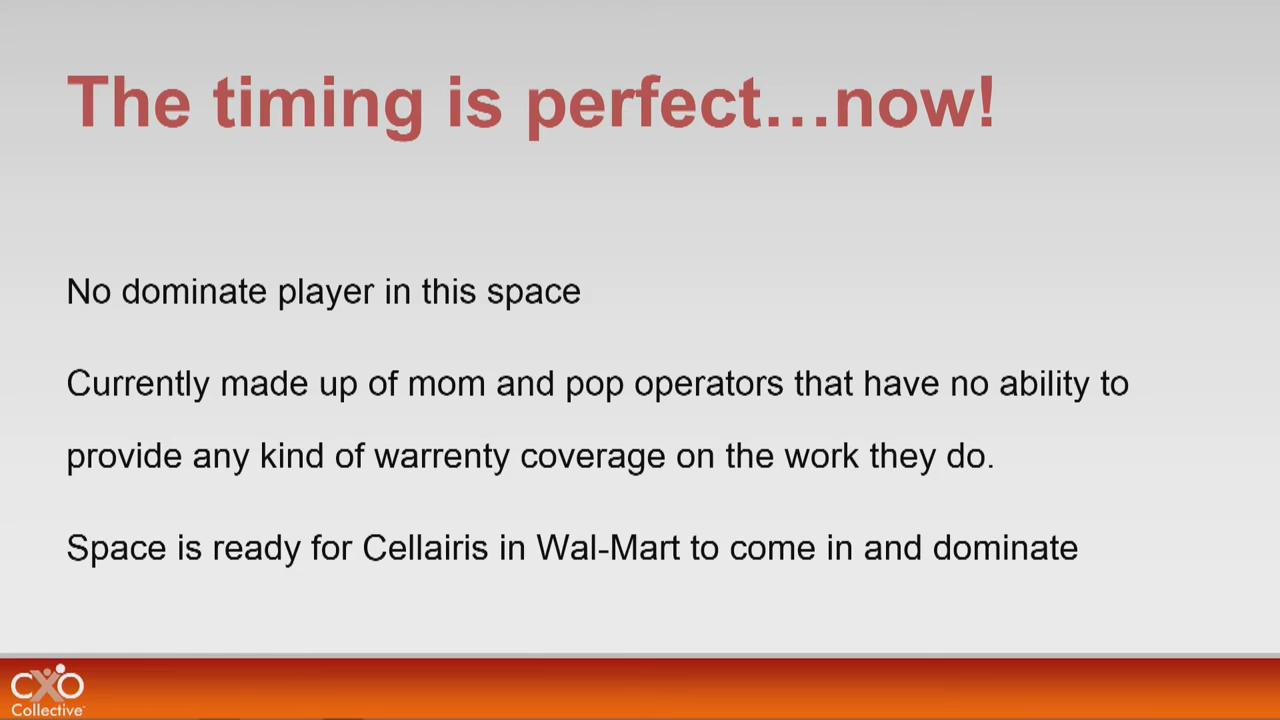 The timing is perfect…now!
No dominate player in this space
Currently made up of mom and pop operators that have no ability to
provide any kind of warrenty coverage on the work they do.
Space is ready for Cellairis in Wal-Mart to come in and dominate
CXO
Collective